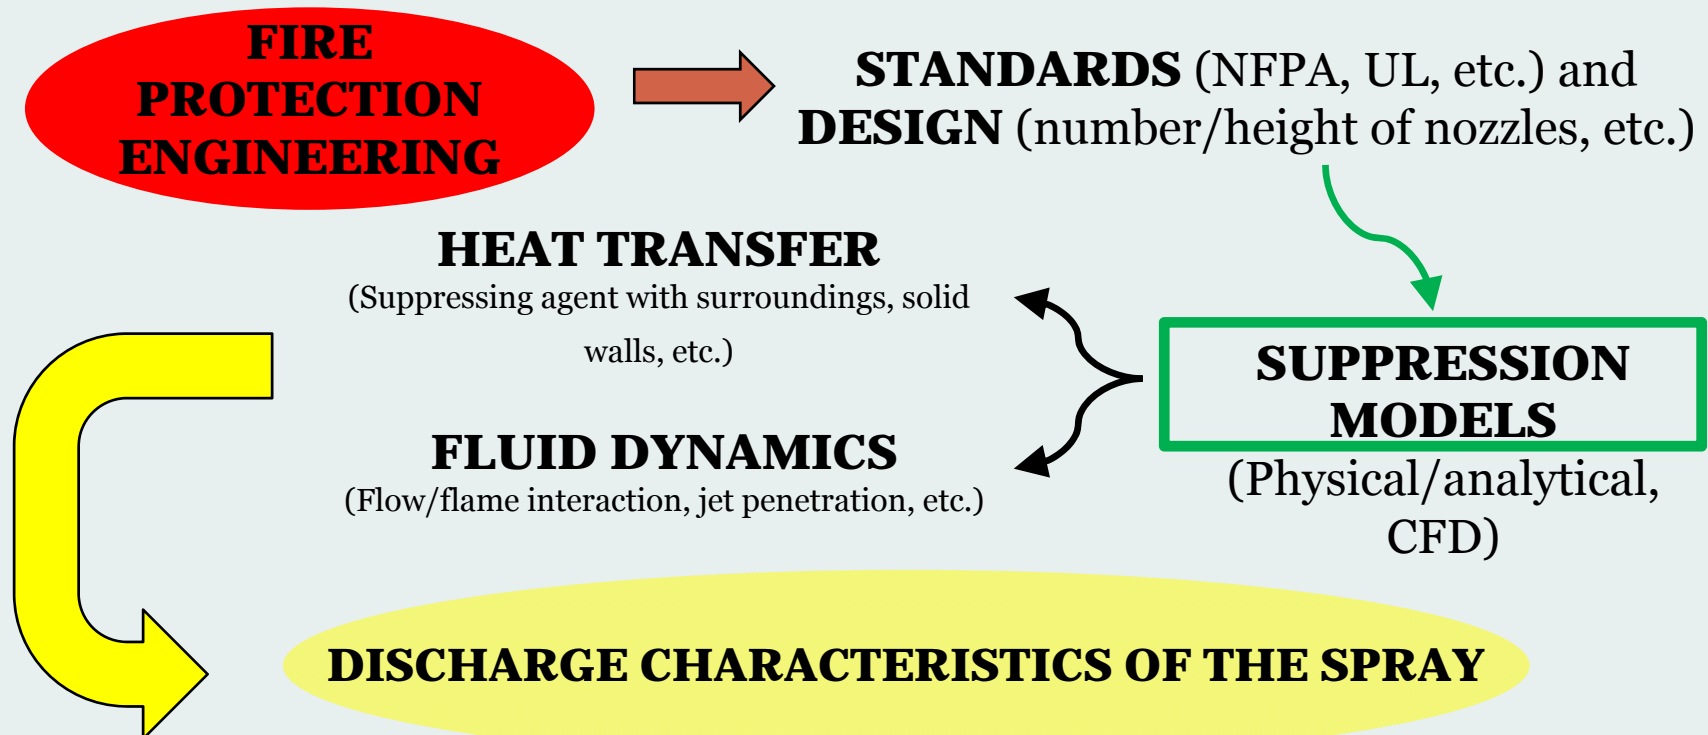 FIRE
PROTECTION
ENGINEERING
STANDARDS (NFPA, UL, etc.) and
DESIGN (number/height of nozzles, etc.)
HEAT TRANSFER
(Suppressing agent with surroundings, solid
walls, etc.)
SUPPRESSION
MODELS
(Physical/analytical,
CFD)
FLUID DYNAMICS
(Flow/flame interaction, jet penetration, etc.)
DISCHARGE CHARACTERISTICS OF THE SPRAY